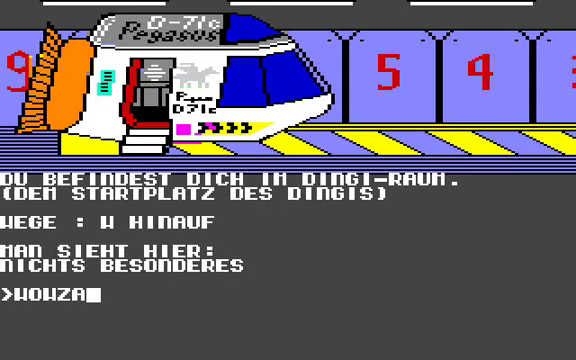 D-71c
Pegasus
9
5
4
D71c
DU BEFINDEST DICH IM DINGI-RAUM.
(DEM STARTPLATZ DES DINGIS)
WEGE : W HINAUF
MAN SIEHT HIER:
NICHTS BESONDERES
>WOWZA